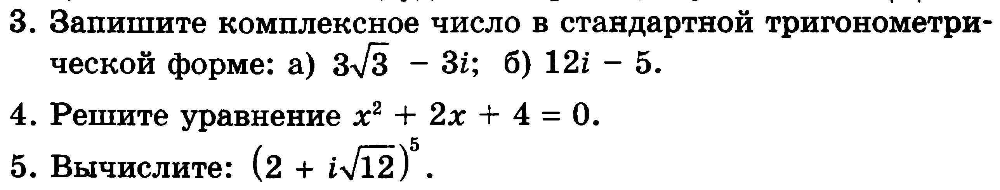 3. Запишите комплексное число в стандартной тригонометри-
ческой форме: а) 3√3 − 3i; б) 12i − 5.
4. Решите уравнение x² + 2x + 4 = 0.
5. Вычислите: (2 + i√12)⁵.